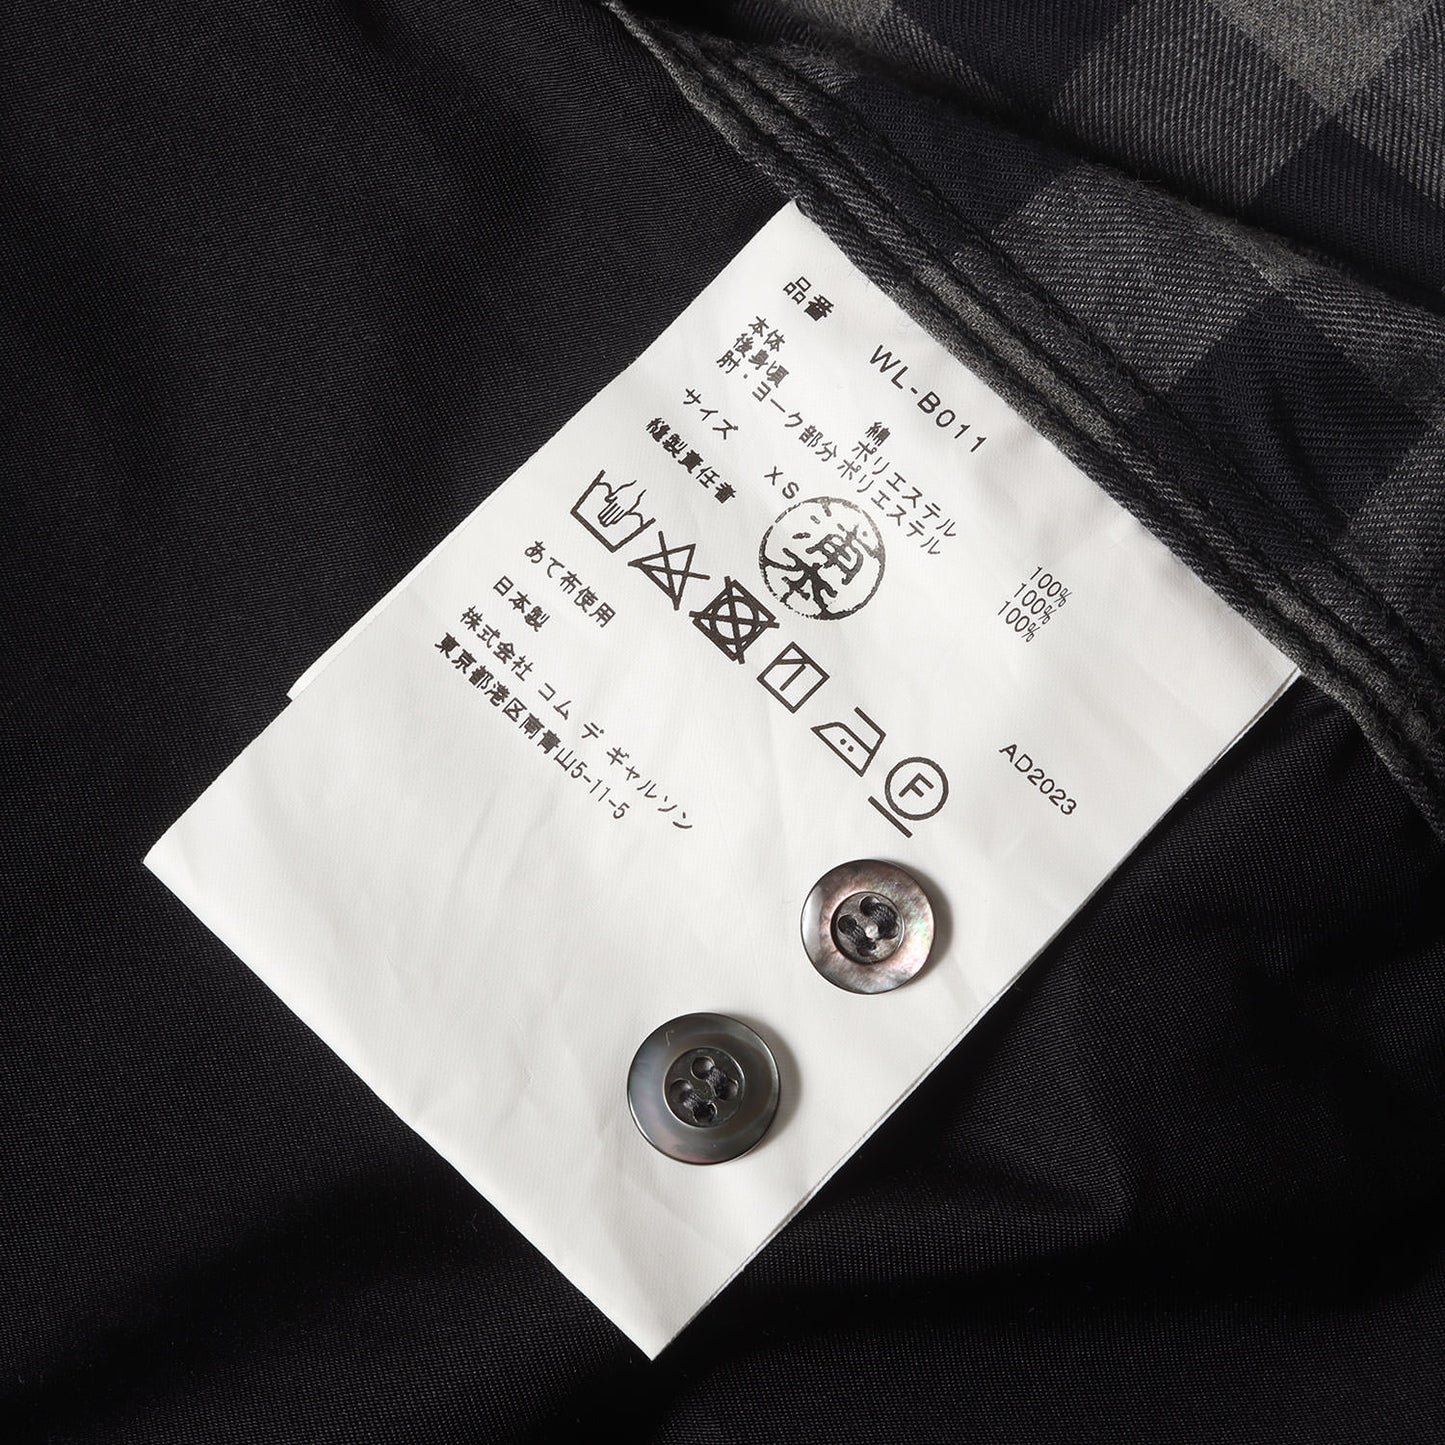 品番 WL-B011
本体 綿 100%
後身頃 ポリエステル 100%
肘・ヨーク部分 ポリエステル 100%
サイズ XS
縫製責任者 浦本
あて布使用
日本製 AD2023
株式会社 コム デ ギャルソン
東京都港区南青山5-11-5
F